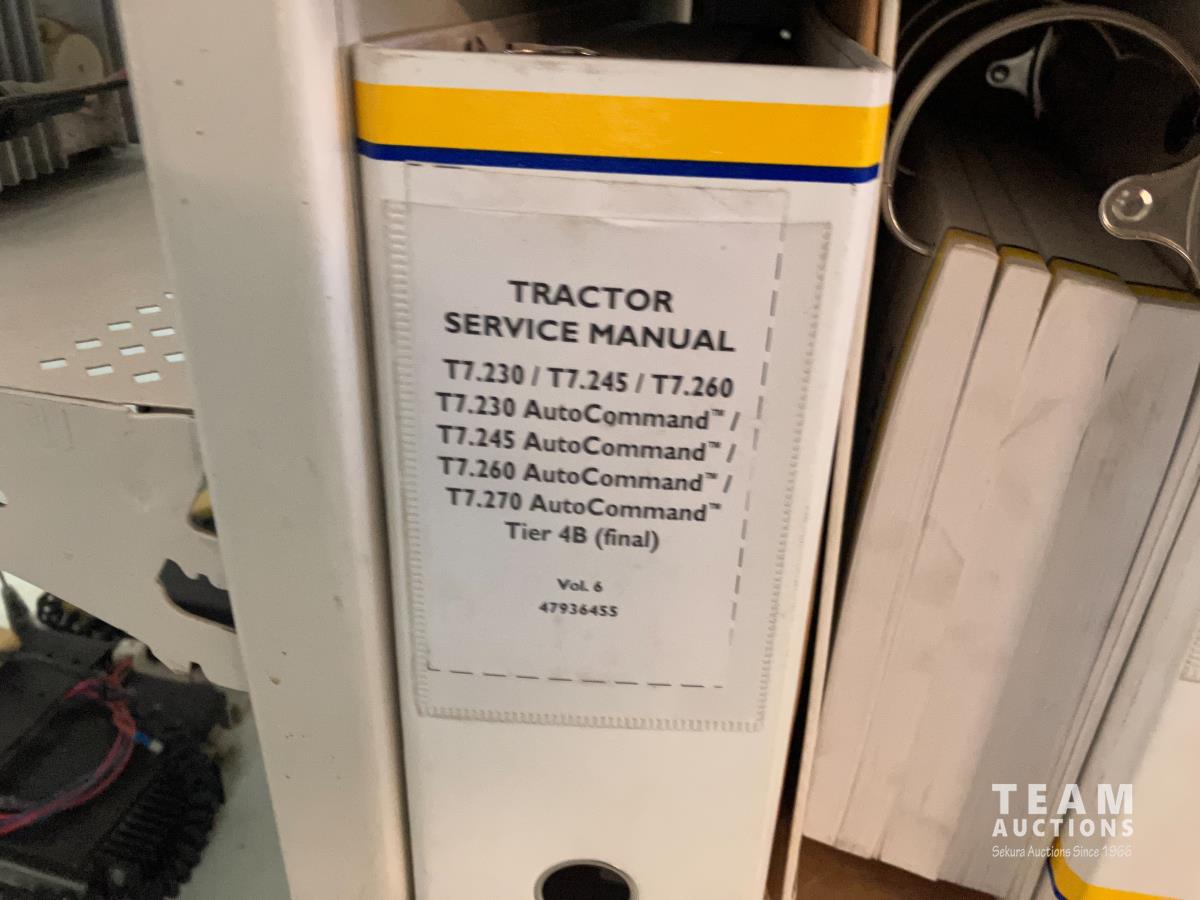 TRACTOR
SERVICE MANUAL
T7.230 / T7.245 / T7.260
T7.230 AutoCommand™ /
T7.245 AutoCommand™ /
T7.260 AutoCommand™ /
T7.270 AutoCommand™
Tier 4B (final)
Vol. 6
47936455
TEAM
AUCTIONS
Sekura Auctions Since 1966